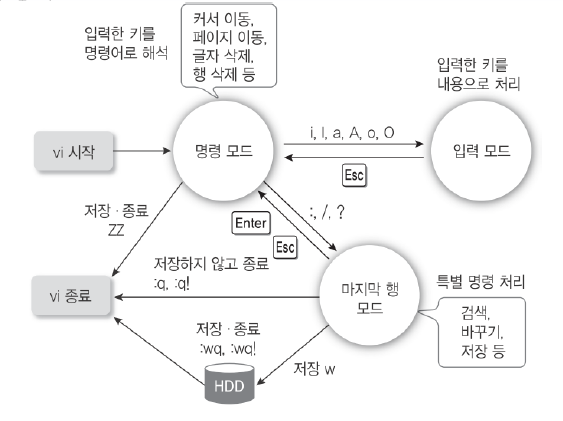 입력한 키를
명령어로 해석
커서 이동,
페이지 이동,
글자 삭제,
행 삭제 등
입력한 키를
내용으로 처리
vi 시작
명령 모드
i, I, a, A, o, O
Esc
입력 모드
저장·종료
ZZ
Enter
Esc
:, /, ?
저장하지 않고 종료
:q, :q!
vi 종료
마지막 행
모드
특별 명령 처리
검색,
바꾸기,
저장 등
저장·종료
:wq, :wq!
저장 w
HDD